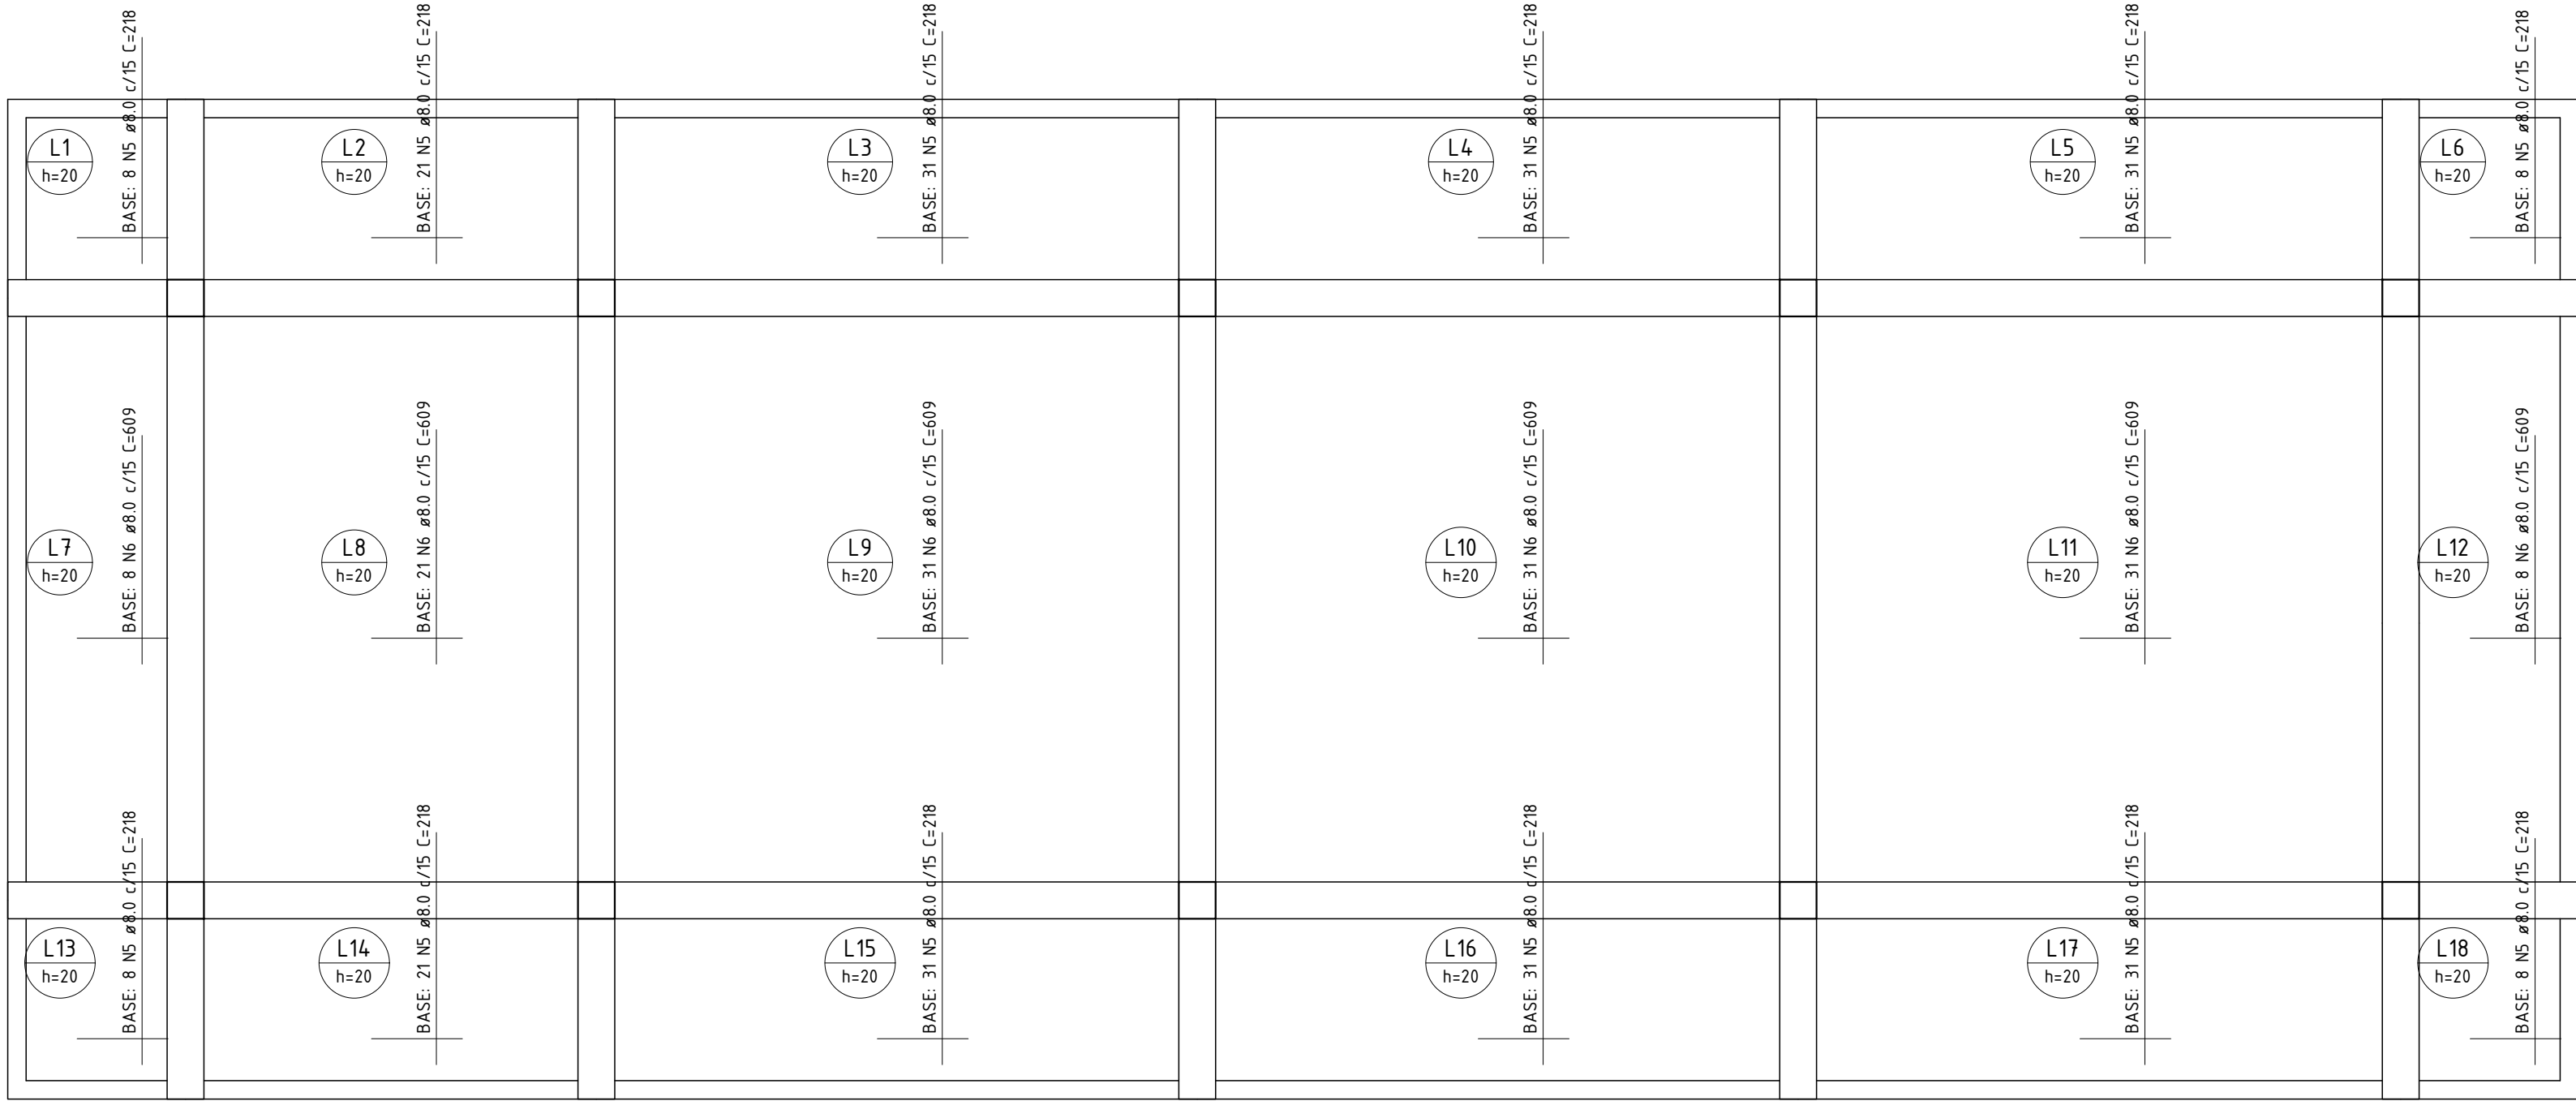 L1
h=20
BASE: 8 N5 ø8.0 c/15 C=218
L2
h=20
BASE: 21 N5 ø8.0 c/15 C=218
L3
h=20
BASE: 31 N5 ø8.0 c/15 C=218
L4
h=20
BASE: 31 N5 ø8.0 c/15 C=218
L5
h=20
BASE: 31 N5 ø8.0 c/15 C=218
L6
h=20
BASE: 8 N5 ø8.0 c/15 C=218
L7
h=20
BASE: 8 N6 ø8.0 c/15 C=609
L8
h=20
BASE: 21 N6 ø8.0 c/15 C=609
L9
h=20
BASE: 31 N6 ø8.0 c/15 C=609
L10
h=20
BASE: 31 N6 ø8.0 c/15 C=609
L11
h=20
BASE: 31 N6 ø8.0 c/15 C=609
L12
h=20
BASE: 8 N6 ø8.0 c/15 C=609
L13
h=20
BASE: 8 N5 ø8.0 c/15 C=218
L14
h=20
BASE: 21 N5 ø8.0 c/15 C=218
L15
h=20
BASE: 31 N5 ø8.0 c/15 C=218
L16
h=20
BASE: 31 N5 ø8.0 c/15 C=218
L17
h=20
BASE: 31 N5 ø8.0 c/15 C=218
L18
h=20
BASE: 8 N5 ø8.0 c/15 C=218